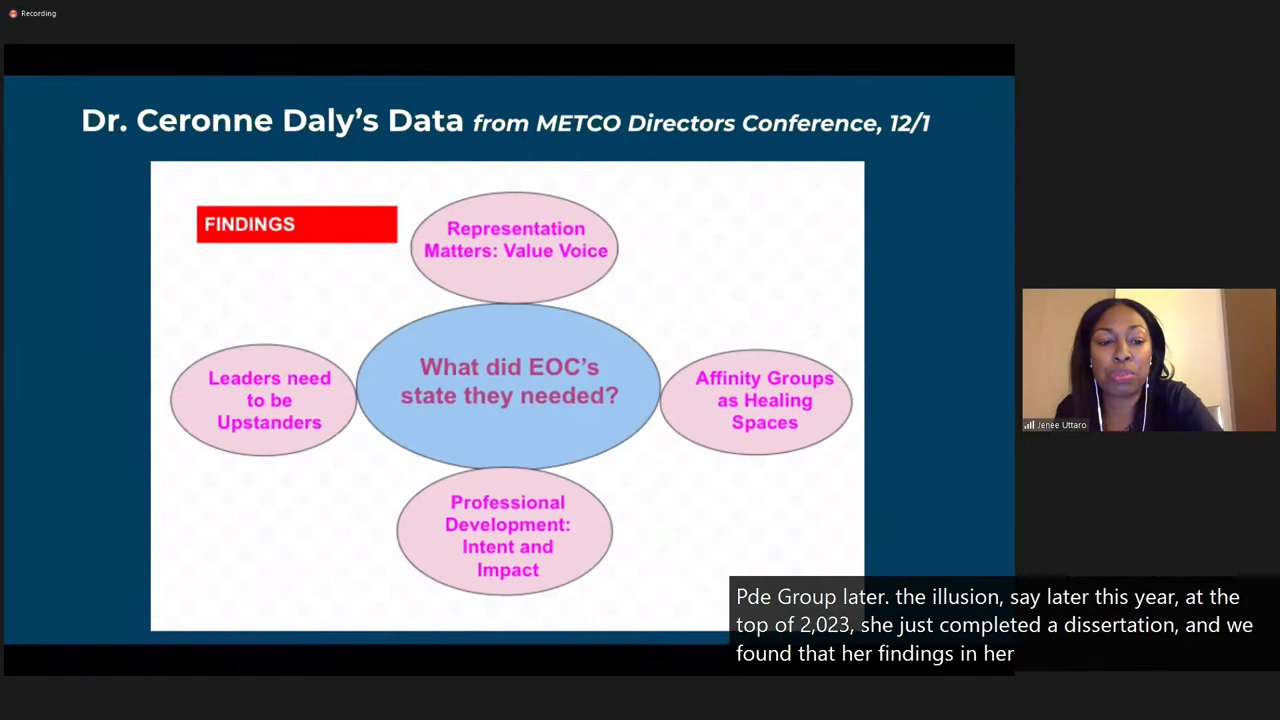 Recording
Dr. Ceronne Daly's Data from METCO Directors Conference, 12/1
FINDINGS
Representation
Matters: Value Voice
What did EOC's
state they needed?
Leaders need
to be
Upstanders
Affinity Groups
as Healing
Spaces
Professional
Development:
Intent and
Impact
Jenee Uttaro
Pde Group later. the illusion, say later this year, at the
top of 2,023, she just completed a dissertation, and we
found that her findings in her